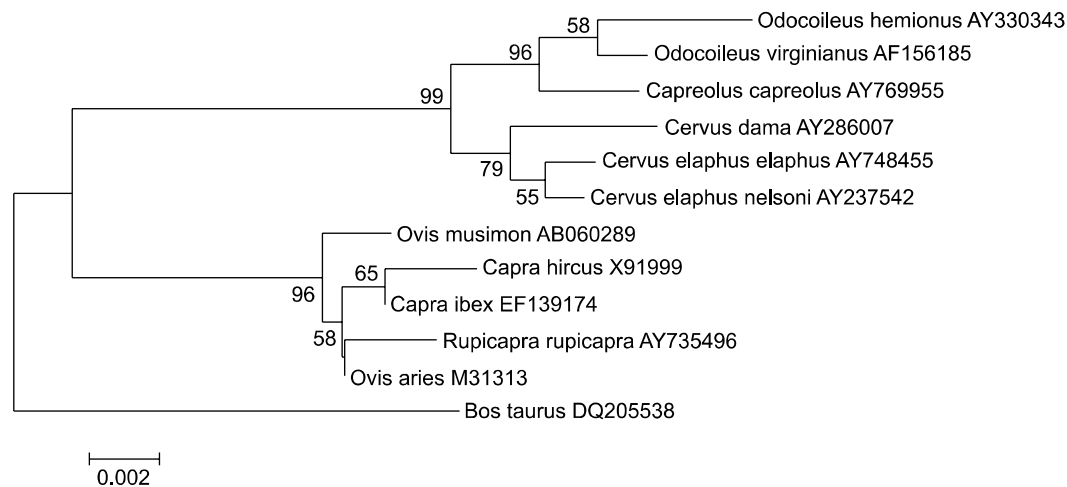 58 Odocoileus hemionus AY330343
96 Odocoileus virginianus AF156185
Capreolus capreolus AY769955
99
Cervus dama AY286007
79 Cervus elaphus elaphus AY748455
55 Cervus elaphus nelsoni AY237542
Ovis musimon AB060289
65 Capra hircus X91999
96 Capra ibex EF139174
58 Rupicapra rupicapra AY735496
Ovis aries M31313
Bos taurus DQ205538
0.002